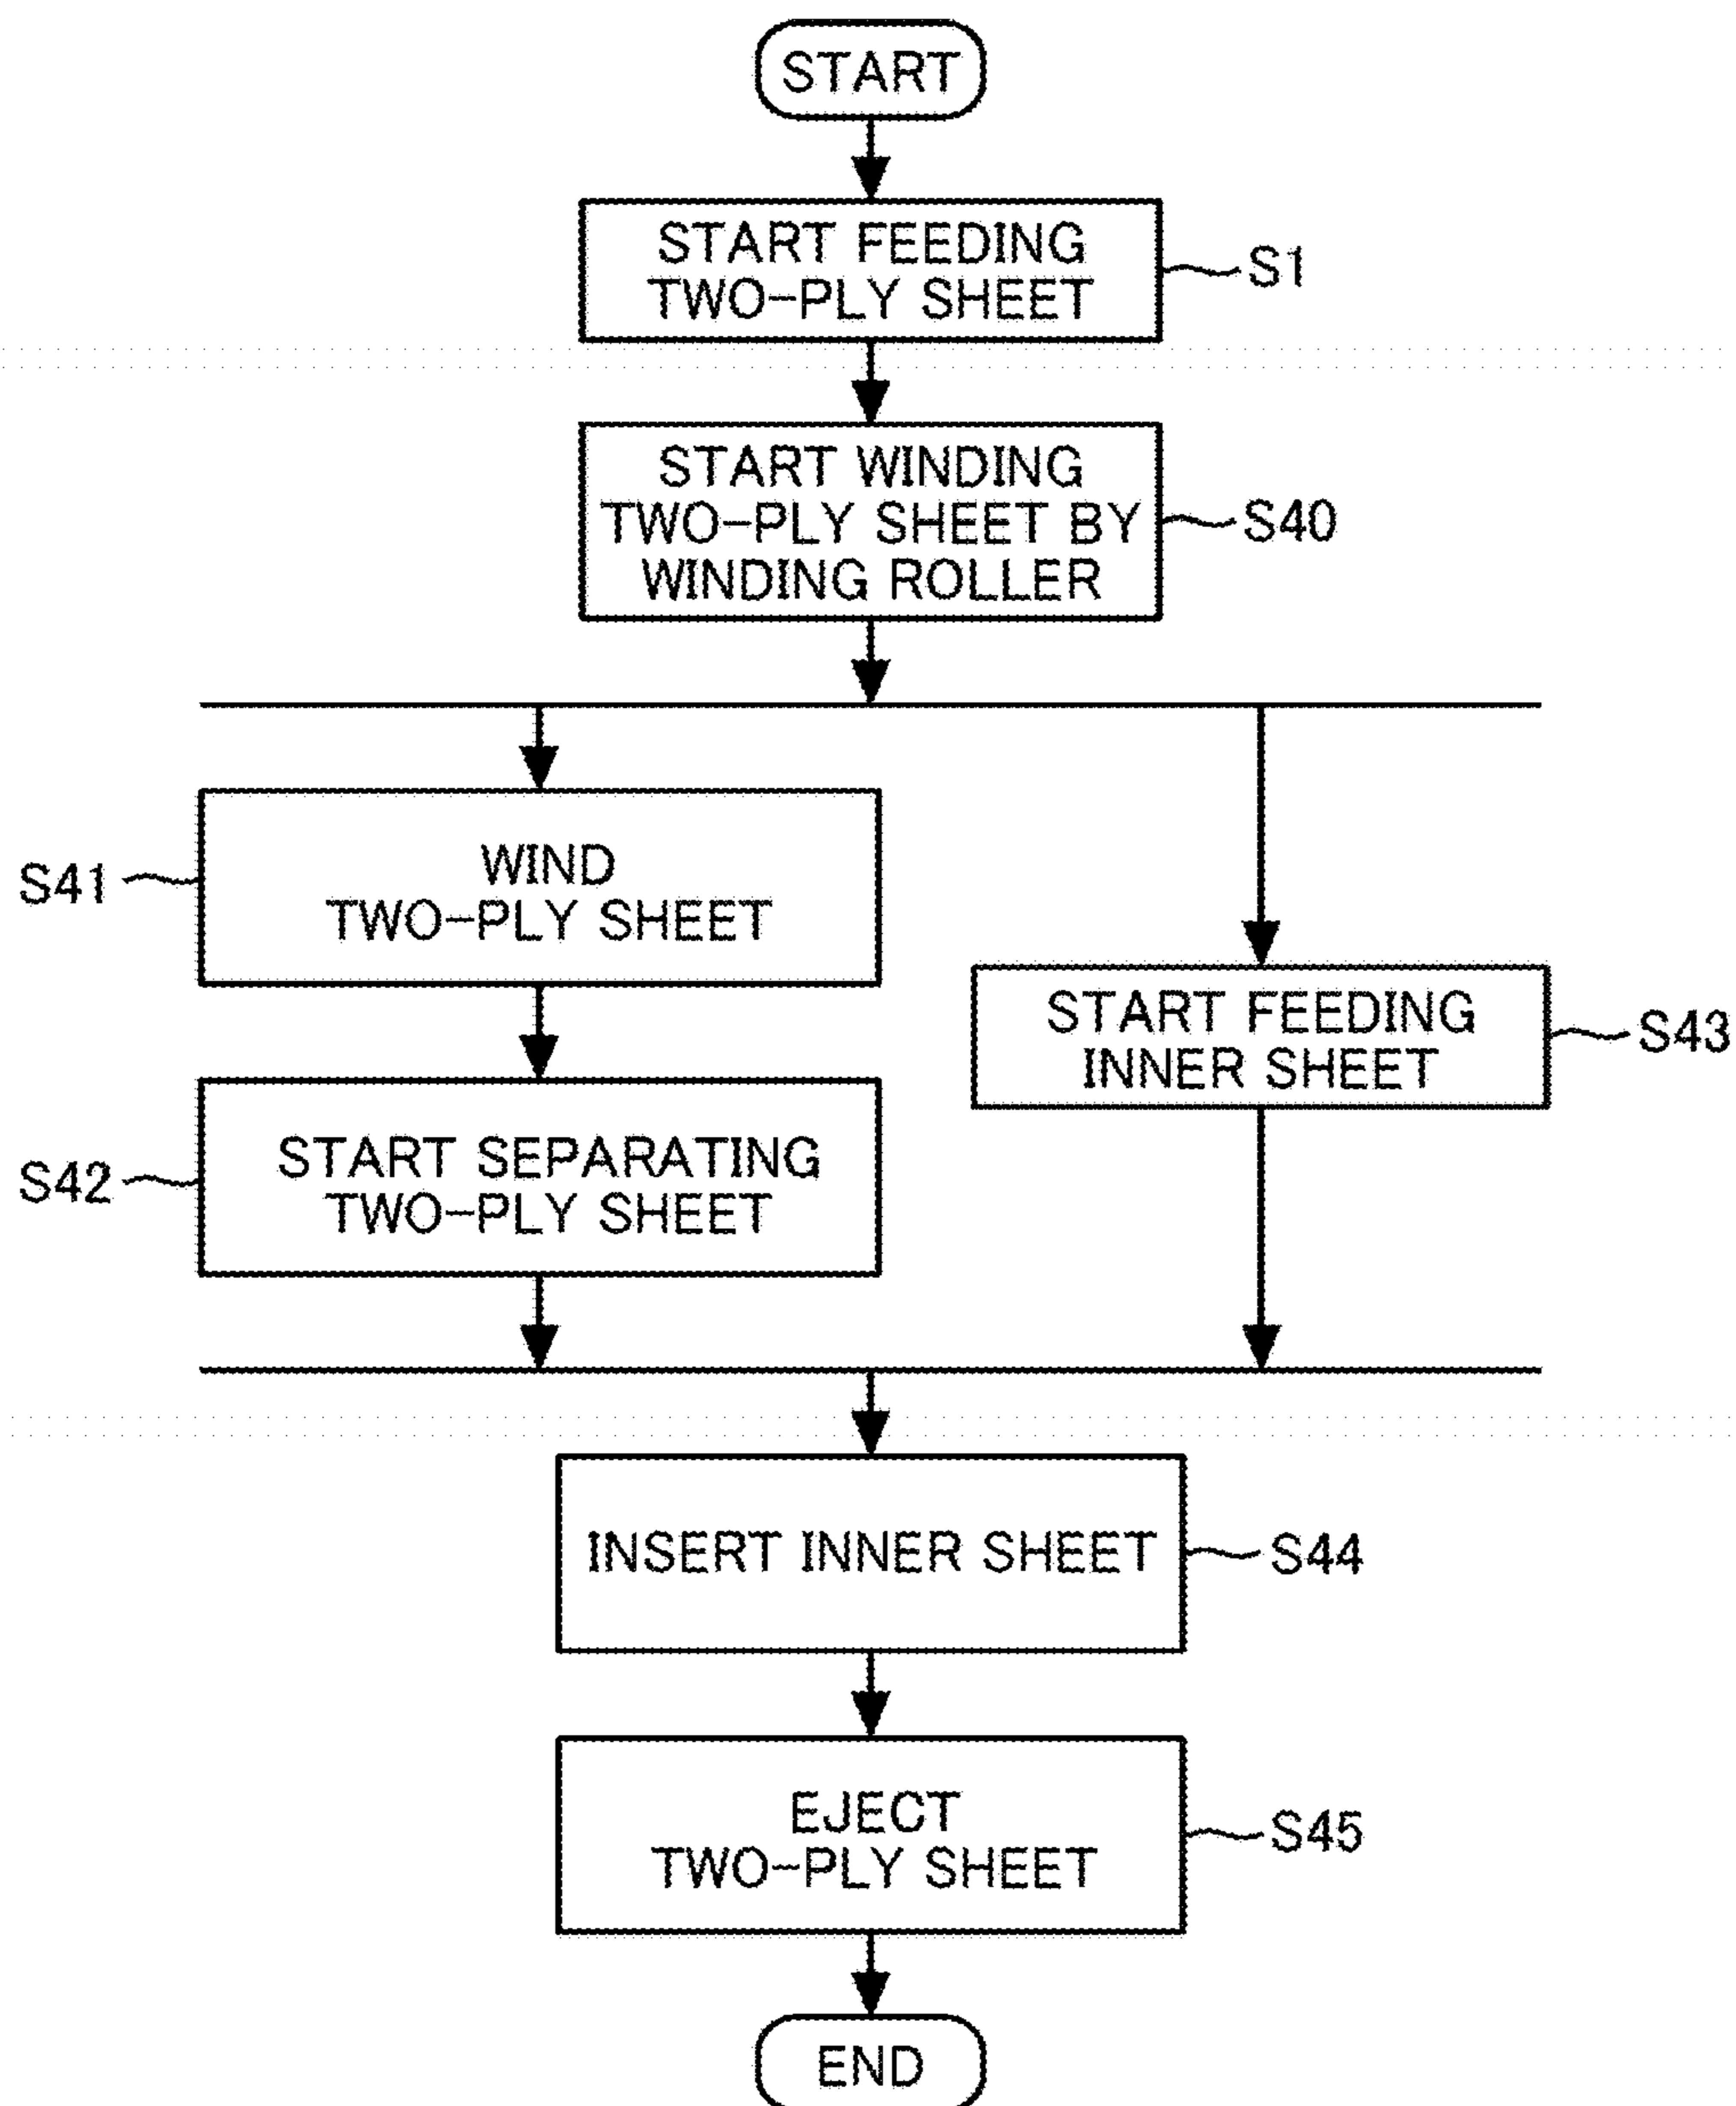 START
START FEEDING
TWO-PLY SHEET
S1
START WINDING
TWO-PLY SHEET BY
WINDING ROLLER
S40
S41
WIND
TWO-PLY SHEET
START FEEDING
INNER SHEET
S43
S42
START SEPARATING
TWO-PLY SHEET
INSERT INNER SHEET
S44
EJECT
TWO-PLY SHEET
S45
END